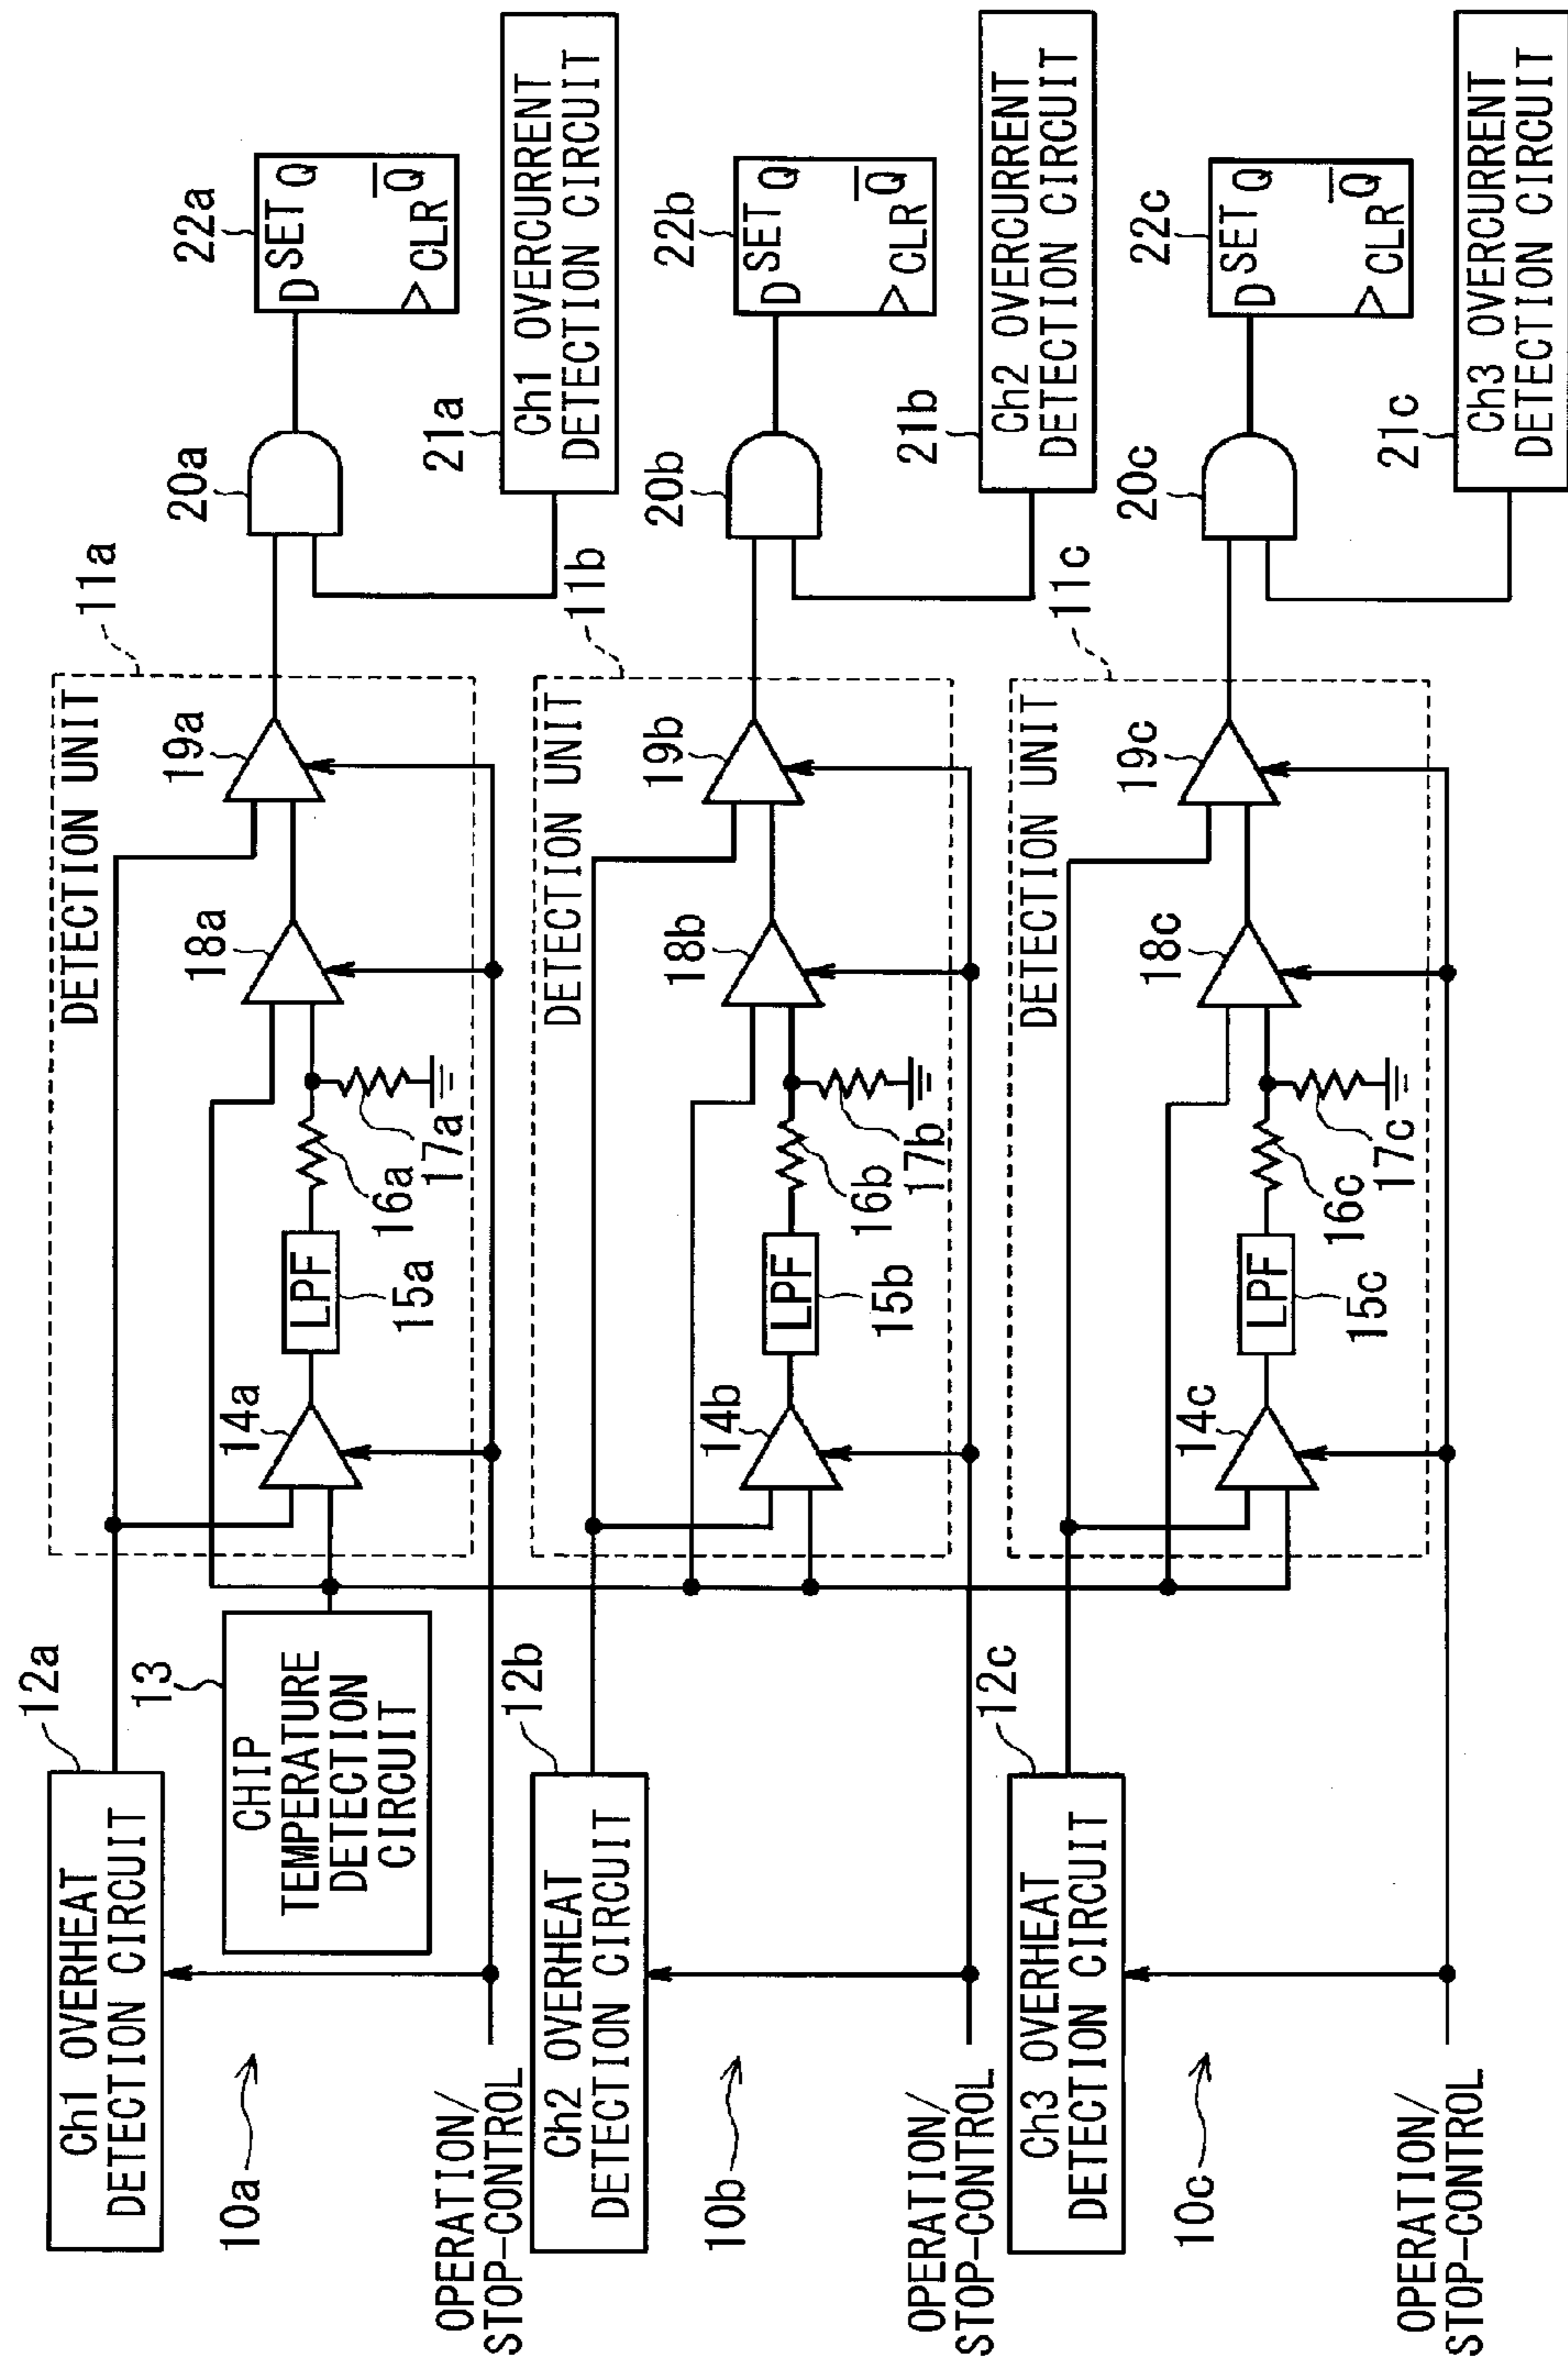 12a
Ch1 OVERHEAT
DETECTION CIRCUIT
10a
13
CHIP
TEMPERATURE
DETECTION
CIRCUIT
OPERATION/
STOP-CONTROL
DETECTION UNIT
11a
14a
LPF
15a
16a
17a
18a
19a
20a
21a
Ch1 OVERCURRENT
DETECTION CIRCUIT
22a
D SET Q
CLR Q̅
12b
Ch2 OVERHEAT
DETECTION CIRCUIT
10b
OPERATION/
STOP-CONTROL
DETECTION UNIT
11b
14b
LPF
15b
16b
17b
18b
19b
20b
21b
Ch2 OVERCURRENT
DETECTION CIRCUIT
22b
D SET Q
CLR Q̅
12c
Ch3 OVERHEAT
DETECTION CIRCUIT
10c
OPERATION/
STOP-CONTROL
DETECTION UNIT
11c
14c
LPF
15c
16c
17c
18c
19c
20c
21c
Ch3 OVERCURRENT
DETECTION CIRCUIT
22c
D SET Q
CLR Q̅